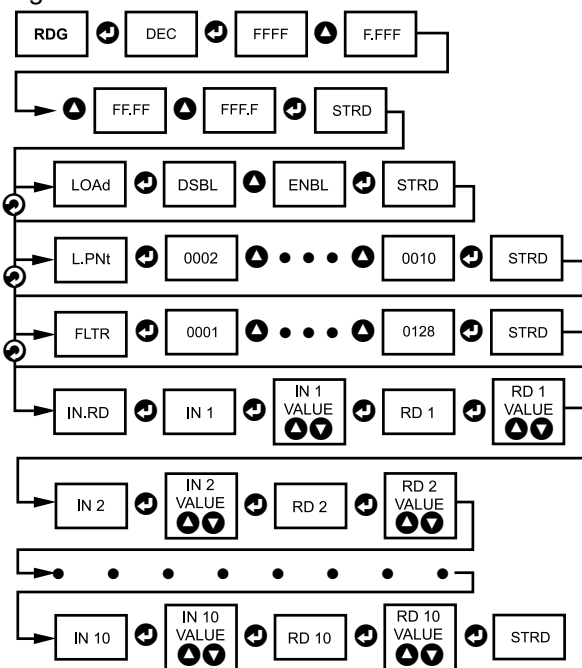 RDG DEC FFFF F.FFF
FF.FF FFF.F STRD
LOAd DSBL ENBL STRD
L.PNt 0002 0010 STRD
FLTR 0001 0128 STRD
IN.RD IN 1 IN 1 VALUE RD 1 RD 1 VALUE
IN 2 IN 2 VALUE RD 2 RD 2 VALUE
IN 10 IN 10 VALUE RD 10 RD 10 VALUE STRD